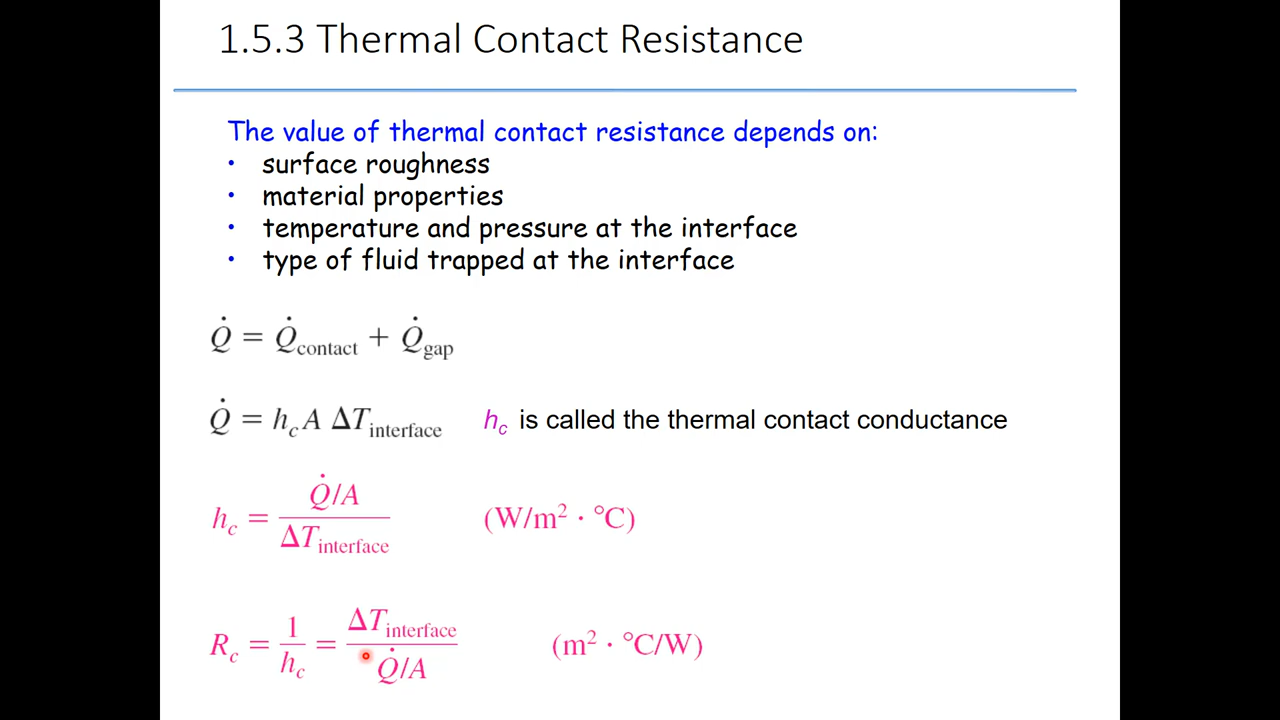 1.5.3 Thermal Contact Resistance
The value of thermal contact resistance depends on:
• surface roughness
• material properties
• temperature and pressure at the interface
• type of fluid trapped at the interface
Q̇ = Q̇contact + Q̇gap
Q̇ = hc A ΔTinterface hc is called the thermal contact conductance
hc = Q̇/A / ΔTinterface (W/m² · °C)
Rc = 1/hc = ΔTinterface / Q̇/A (m² · °C/W)